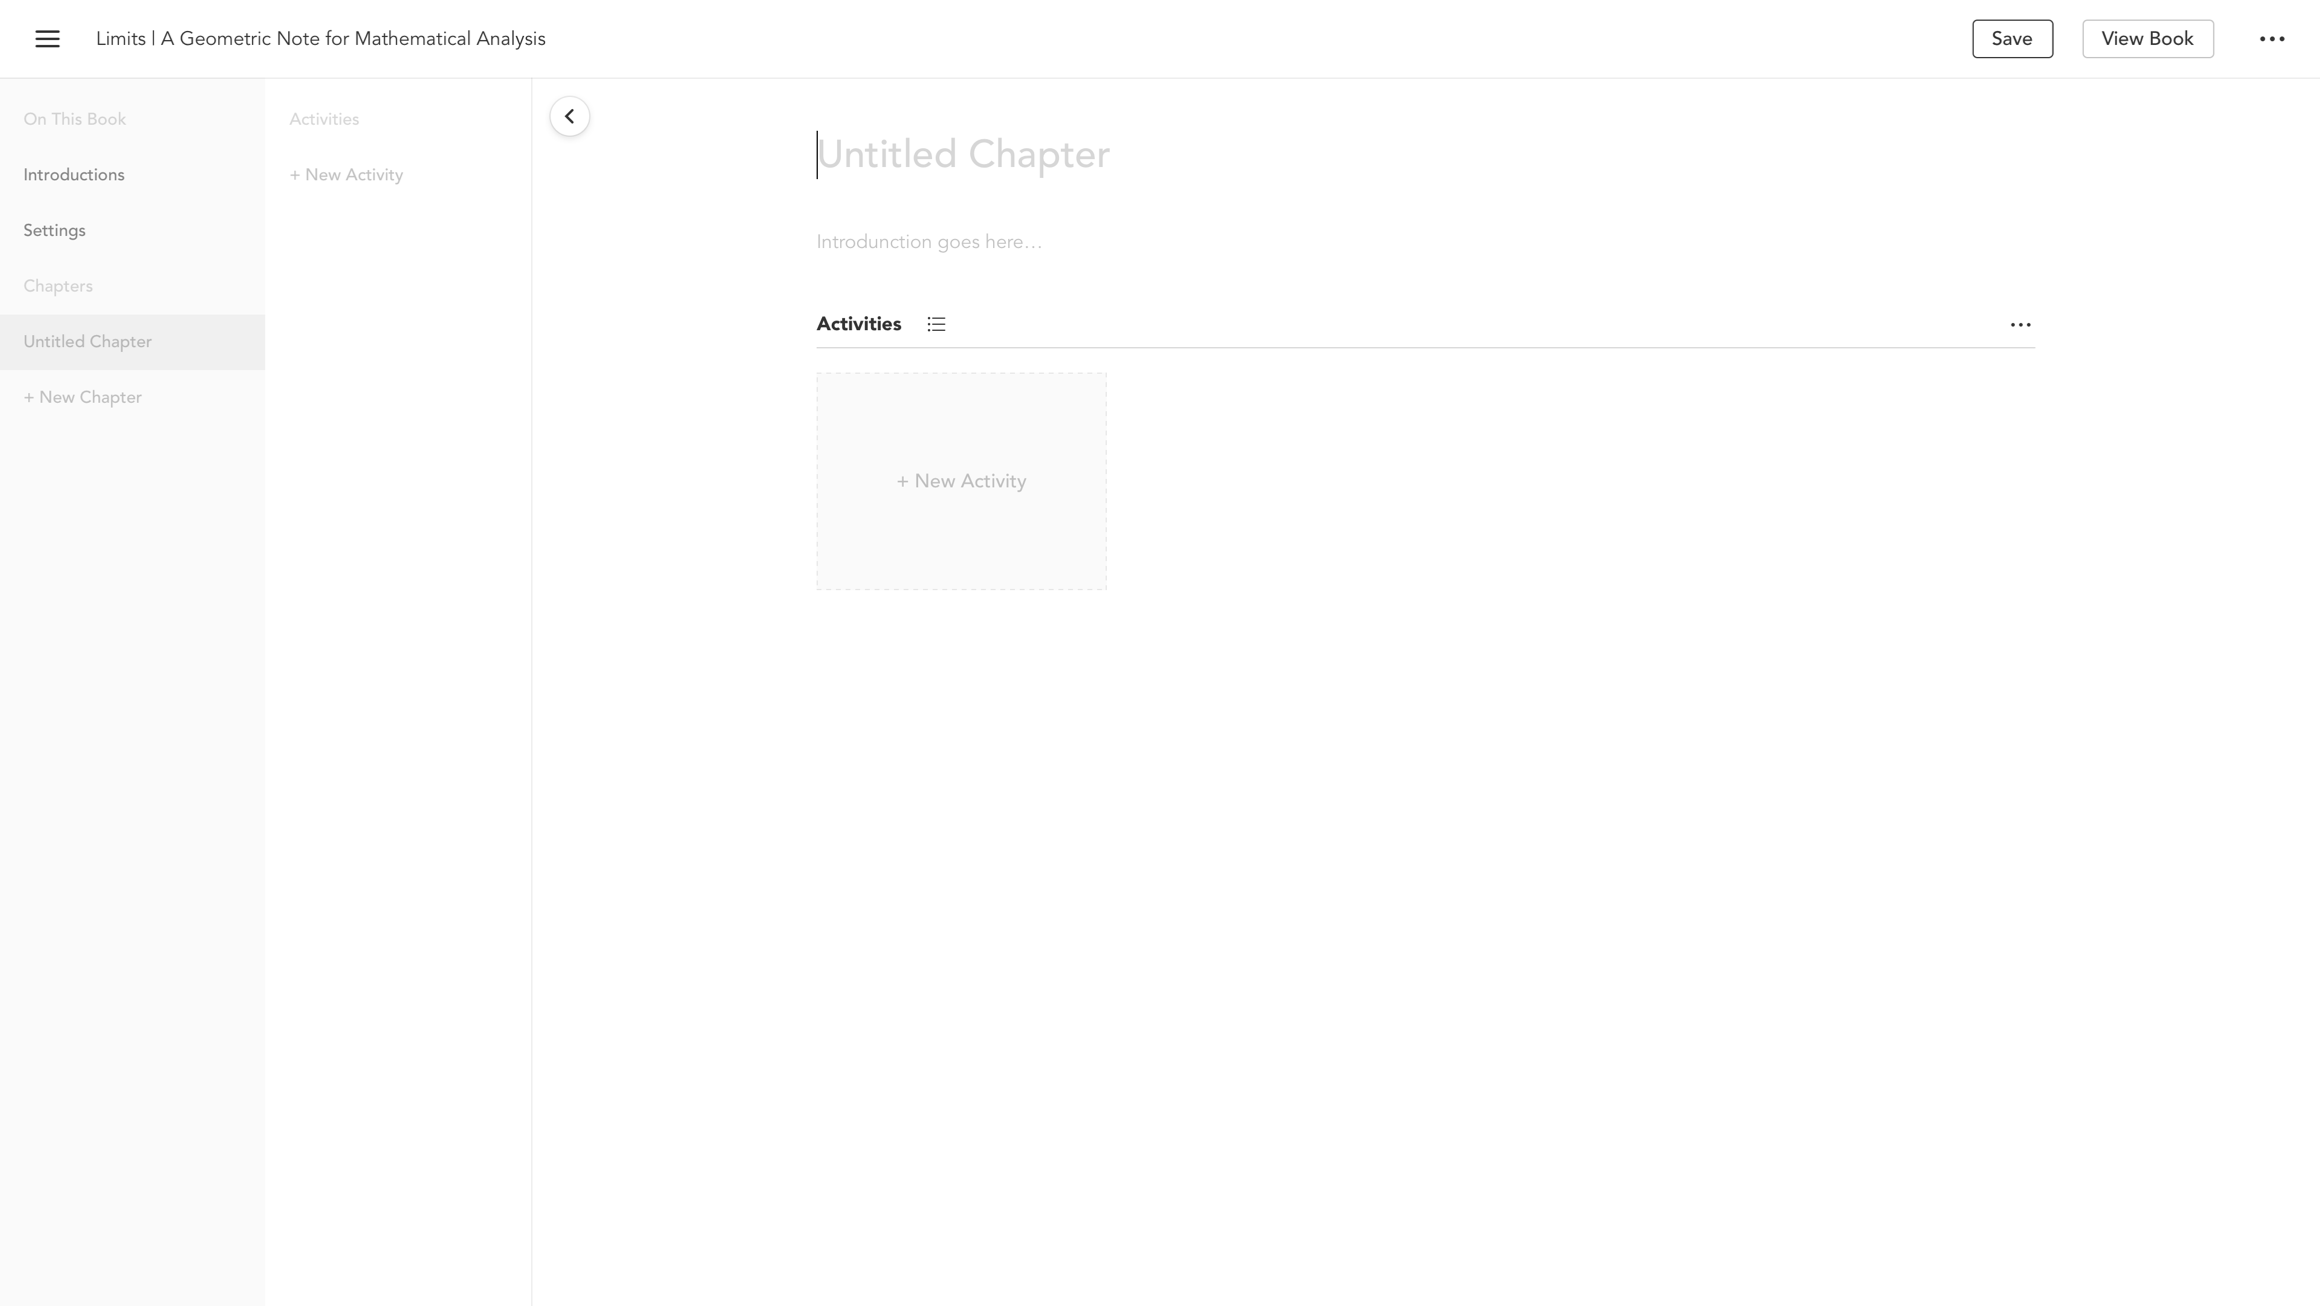 Limits | A Geometric Note for Mathematical Analysis
Save
View Book
On This Book
Introductions
Settings
Chapters
Untitled Chapter
+ New Chapter
Activities
+ New Activity
Untitled Chapter
Introdunction goes here…
Activities
+ New Activity